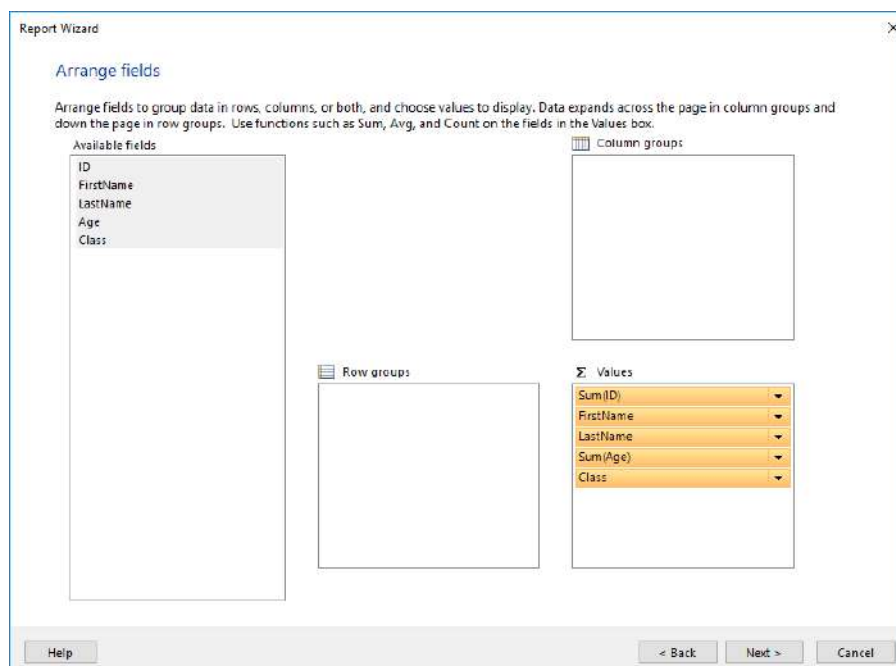 Report Wizard
Arrange fields
Arrange fields to group data in rows, columns, or both, and choose values to display. Data expands across the page in column groups and
down the page in row groups. Use functions such as Sum, Avg, and Count on the fields in the Values box.
Available fields
ID
FirstName
LastName
Age
Class
Column groups
Row groups
Σ Values
Sum(ID)
FirstName
LastName
Sum(Age)
Class
Help
< Back
Next >
Cancel